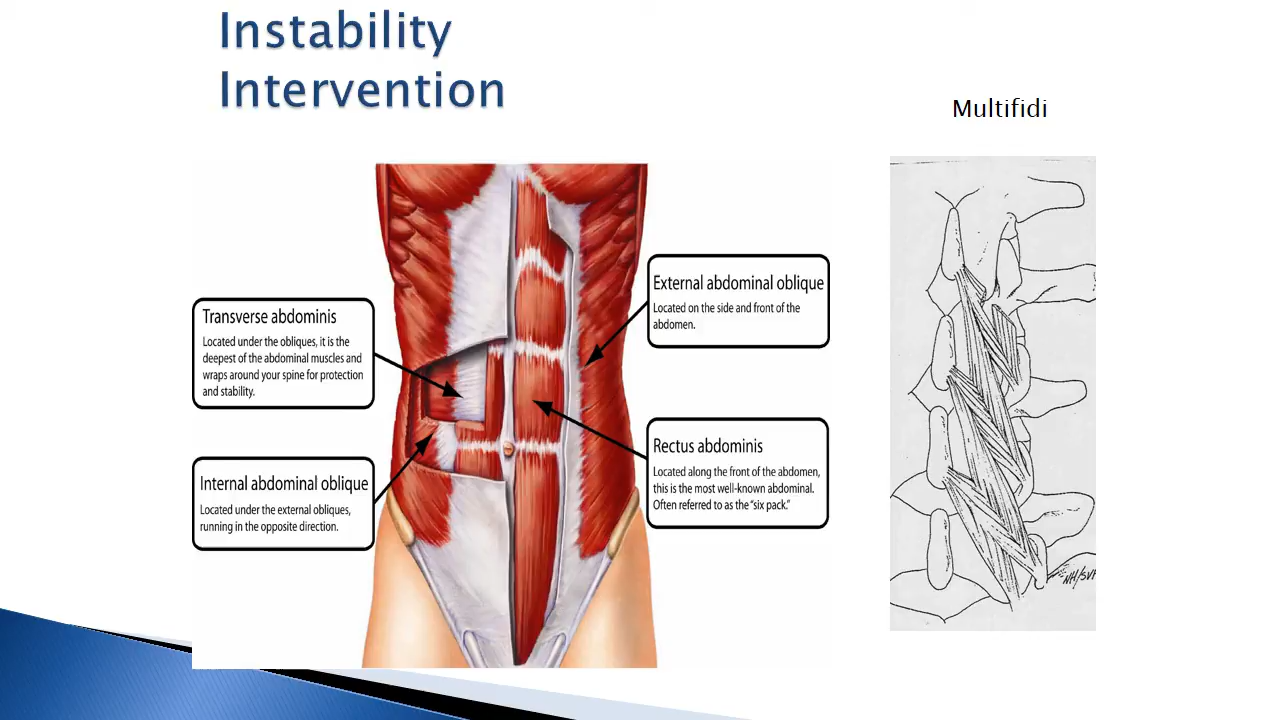 Instability
Intervention
Multifidi
Transverse abdominis
Located under the obliques, it is the
deepest of the abdominal muscles and
wraps around your spine for protection
and stability.
Internal abdominal oblique
Located under the external obliques,
running in the opposite direction.
External abdominal oblique
Located on the side and front of the
abdomen.
Rectus abdominis
Located along the front of the abdomen,
this is the most well-known abdominal.
Often referred to as the “six pack.”